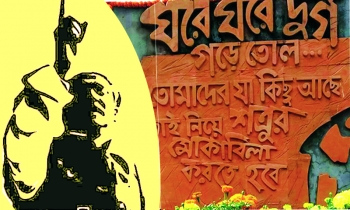 ঘরে ঘরে দুর্গ
গড়ে তোল...
তোমাদের যা কিছু আছে
তাই নিয়ে শত্রুর
মোকাবিলা
করতে হবে